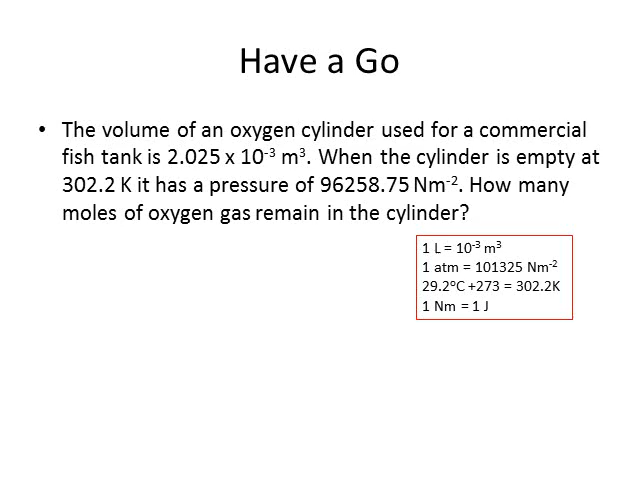 Have a Go
• The volume of an oxygen cylinder used for a commercial
fish tank is 2.025 x 10⁻³ m³. When the cylinder is empty at
302.2 K it has a pressure of 96258.75 Nm⁻². How many
moles of oxygen gas remain in the cylinder?
1 L = 10⁻³ m³
1 atm = 101325 Nm⁻²
29.2°C +273 = 302.2K
1 Nm = 1 J